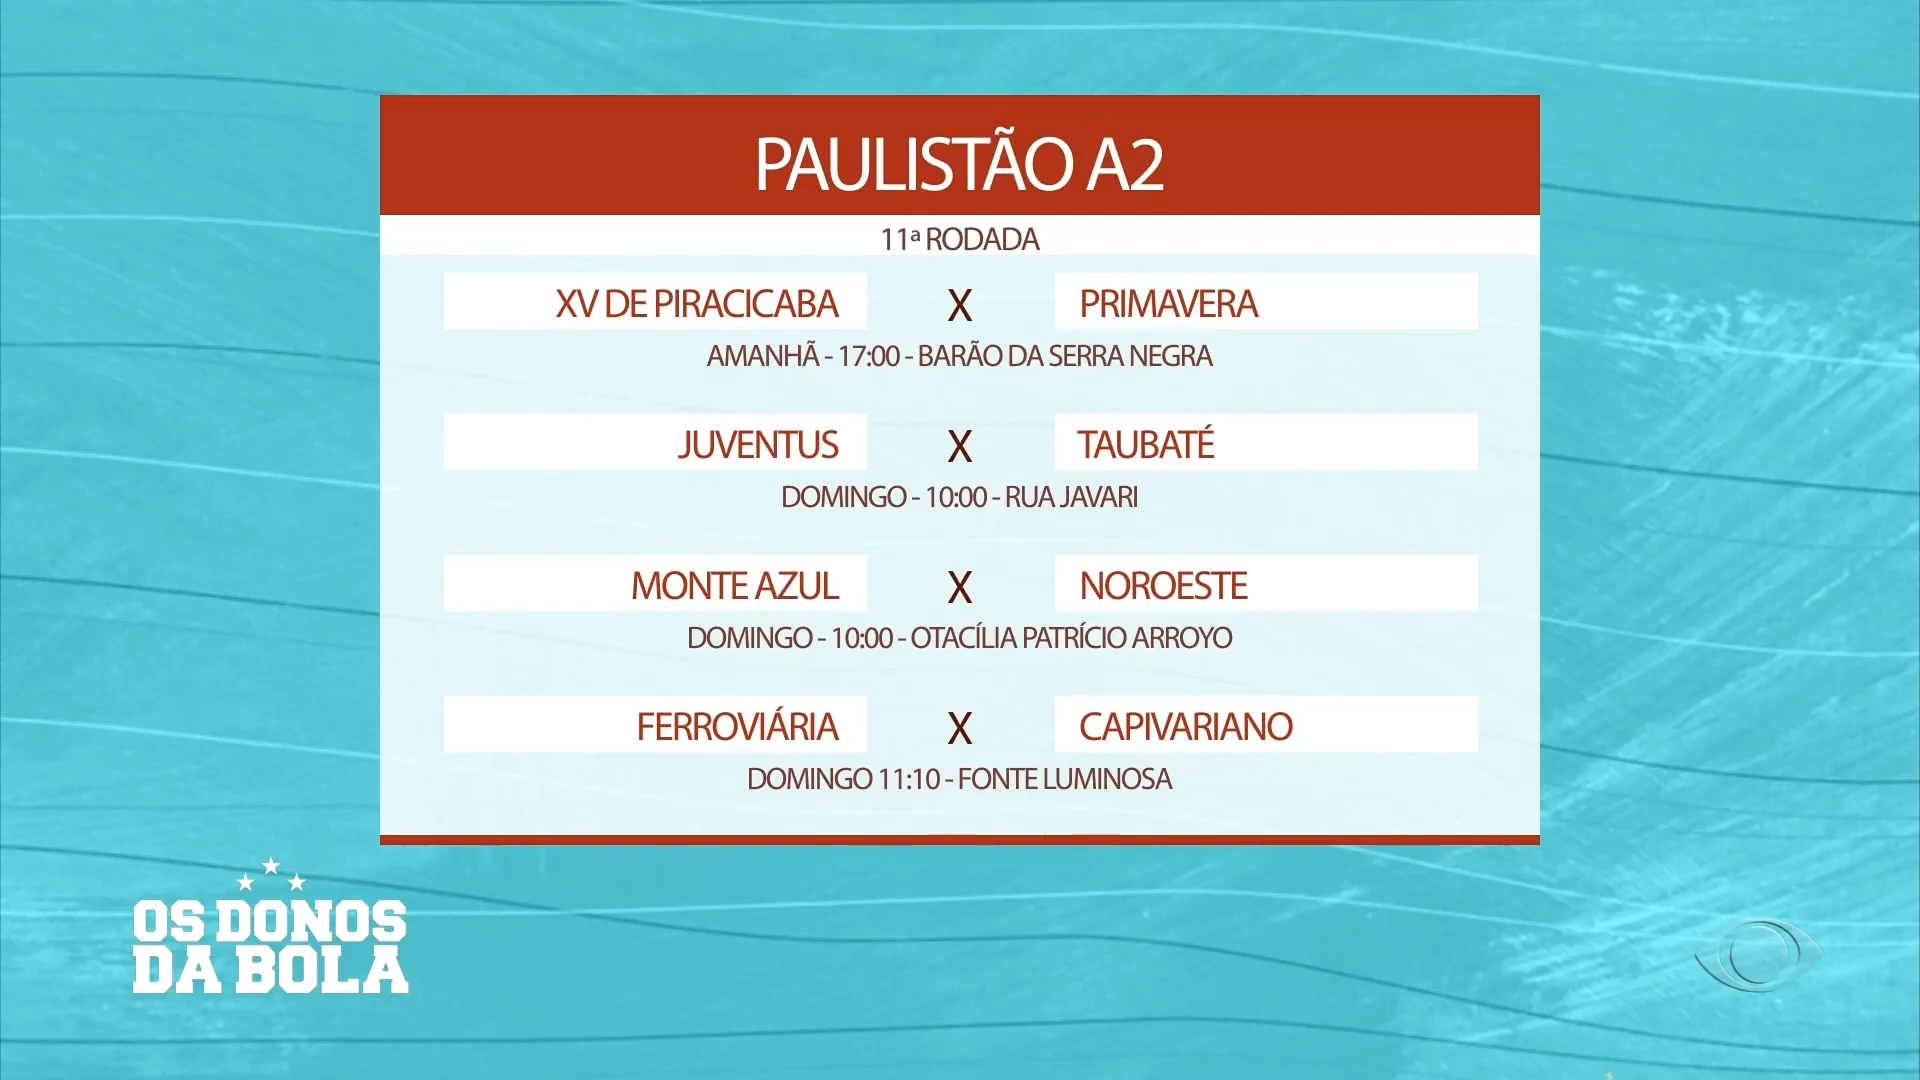 PAULISTÃO A2
11ª RODADA
XV DE PIRACICABA X PRIMAVERA
AMANHÃ - 17:00 - BARÃO DA SERRA NEGRA
JUVENTUS X TAUBATÉ
DOMINGO - 10:00 - RUA JAVARI
MONTE AZUL X NOROESTE
DOMINGO - 10:00 - OTACÍLIA PATRÍCIO ARROYO
FERROVIÁRIA X CAPIVARIANO
DOMINGO 11:10 - FONTE LUMINOSA
OS DONOS
DA BOLA